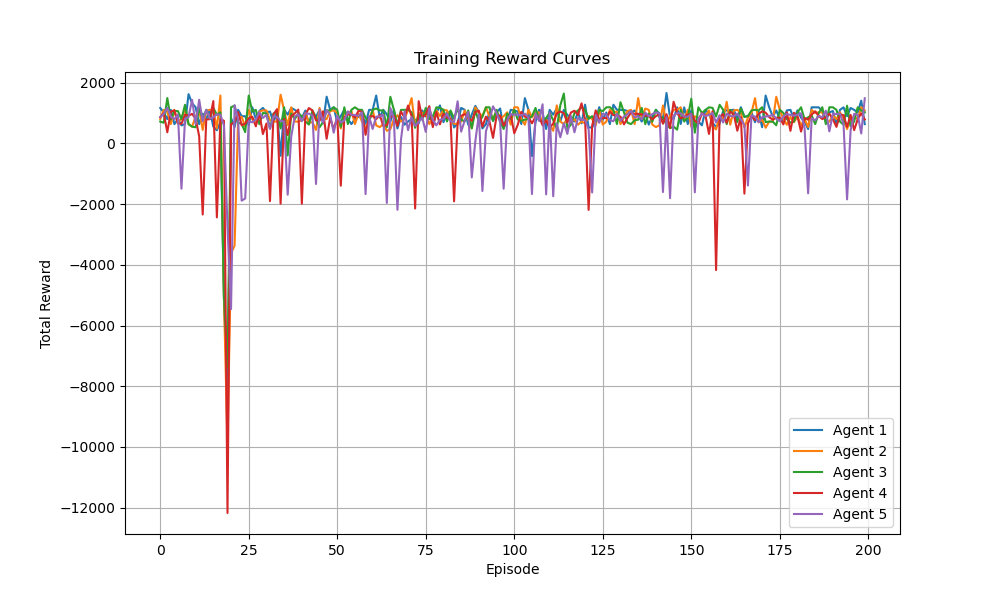 Training Reward Curves
Total Reward
2000
0
−2000
−4000
−6000
−8000
−10000
−12000
0 25 50 75 100 125 150 175 200
Episode
Agent 1
Agent 2
Agent 3
Agent 4
Agent 5